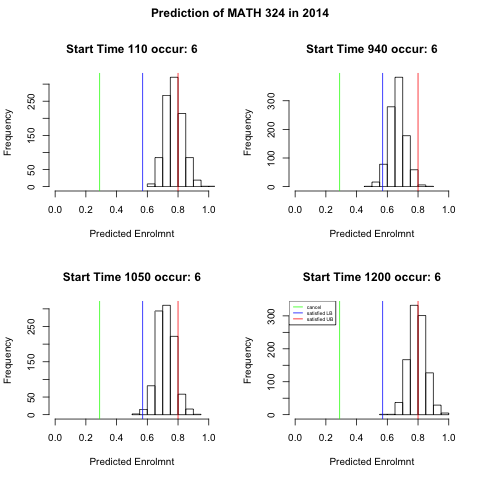 Prediction of MATH 324 in 2014
Start Time 110 occur: 6
Frequency
0 50 150 250
0.0 0.2 0.4 0.6 0.8 1.0
Predicted Enrolmnt
Start Time 940 occur: 6
Frequency
0 100 200 300
0.0 0.2 0.4 0.6 0.8 1.0
Predicted Enrolmnt
Start Time 1050 occur: 6
Frequency
0 50 150 250
0.0 0.2 0.4 0.6 0.8 1.0
Predicted Enrolmnt
Start Time 1200 occur: 6
cancel
satisfied LB
satisfied UB
Frequency
0 100 200 300
0.0 0.2 0.4 0.6 0.8 1.0
Predicted Enrolmnt